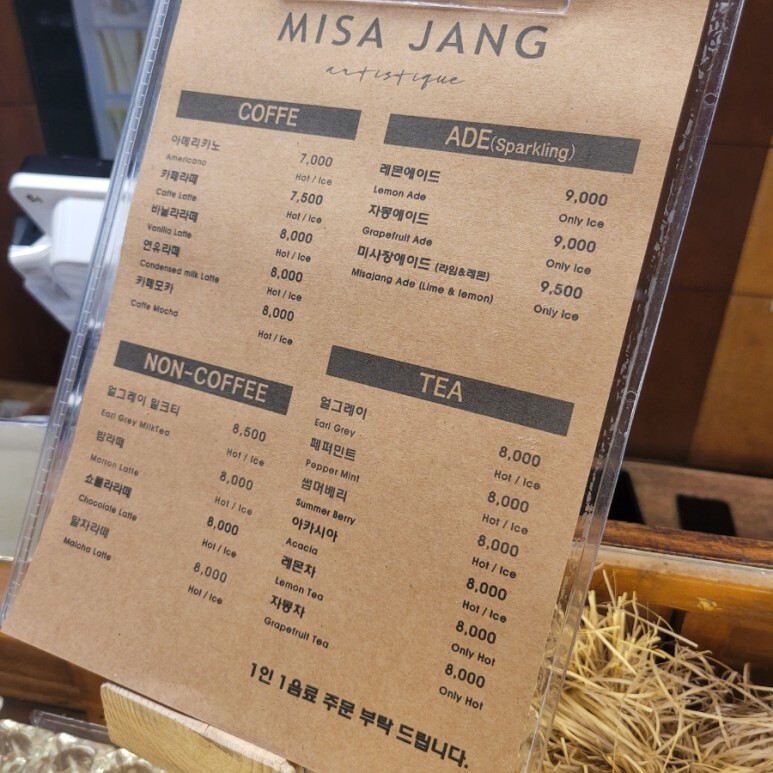 MISA JANG
artistique
COFFE
아메리카노 7,000
Americano Hot / Ice
카페라떼 7,500
Caffe Latte Hot / Ice
바닐라라떼 8,000
Vanilla Latte Hot / Ice
연유라떼 8,000
Condensed milk Latte Hot / Ice
카페모카 8,000
Caffe Mocha Hot / Ice
ADE(Sparkling)
레몬에이드 9,000
Lemon Ade Only Ice
자몽에이드 9,000
Grapefruit Ade Only Ice
미사장에이드 (라임&레몬) 9,500
Misajang Ade (Lime & lemon) Only Ice
NON-COFFEE
얼그레이 밀크티 8,500
Earl Grey MilkTea Hot / Ice
밤라떼 8,000
Marron Latte Hot / Ice
쇼콜라라떼 8,000
Chocolate Latte Hot / Ice
말차라떼 8,000
Matcha Latte Hot / Ice
TEA
얼그레이 8,000
Earl Grey Hot / Ice
페퍼민트 8,000
Pepper Mint Hot / Ice
썸머베리 8,000
Summer Berry Hot / Ice
아카시아 8,000
Acacia Hot / Ice
레몬차 8,000
Lemon Tea Only Hot
자몽차 8,000
Grapefruit Tea Only Hot
1인 1음료 주문 부탁 드립니다.